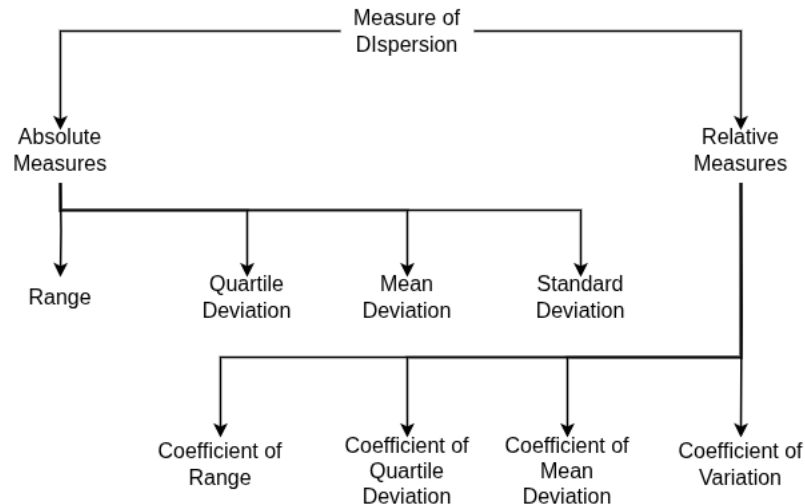 Measure of
DIspersion
Absolute
Measures
Relative
Measures
Range
Quartile
Deviation
Mean
Deviation
Standard
Deviation
Coefficient of
Range
Coefficient of
Quartile
Deviation
Coefficient of
Mean
Deviation
Coefficient of
Variation